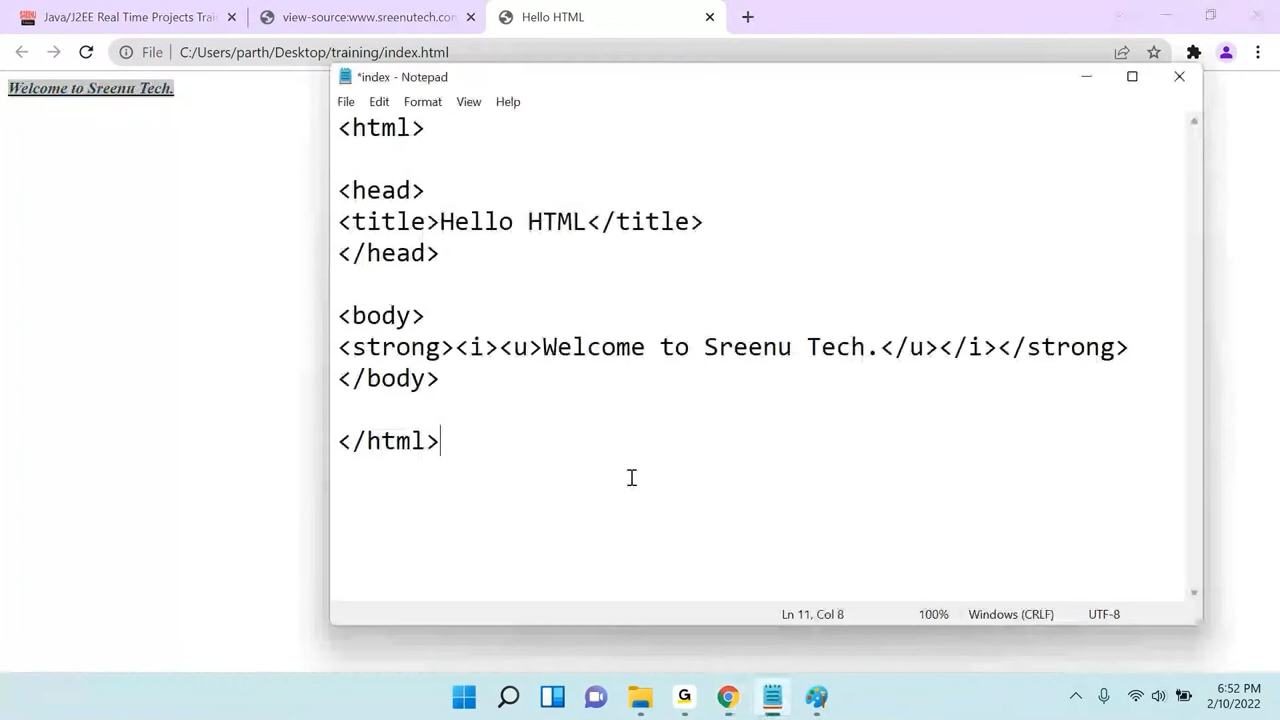 Java/J2EE Real Time Projects Trai
view-source:www.sreenutech.co
Hello HTML
File C:/Users/parth/Desktop/training/index.html
Welcome to Sreenu Tech.
*index - Notepad
File Edit Format View Help
<html>
<head>
<title>Hello HTML</title>
</head>
<body>
<strong><i><u>Welcome to Sreenu Tech.</u></i></strong>
</body>
</html>
Ln 11, Col 8 100% Windows (CRLF) UTF-8
G
6:52 PM
2/10/2022